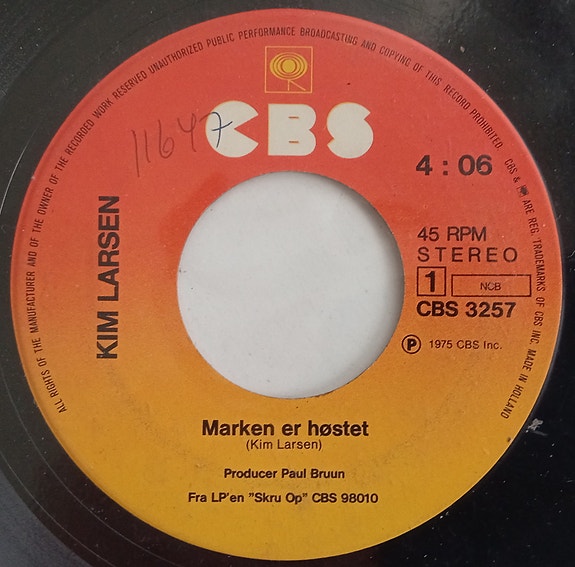 ALL RIGHTS OF THE MANUFACTURER AND OF THE OWNER OF THE RECORDED WORK RESERVED UNAUTHORIZED PUBLIC PERFORMANCE BROADCASTING AND COPYING OF THIS RECORD PROHIBITED. CBS & ARE REG. TRADEMARKS OF CBS INC. MADE IN HOLLAND
CBS
11647
4 : 06
KIM LARSEN
45 RPM
STEREO
1 NCB
CBS 3257
Ⓟ 1975 CBS Inc.
Marken er høstet
(Kim Larsen)
Producer Paul Bruun
Fra LP'en "Skru Op" CBS 98010